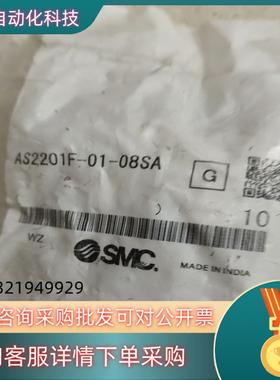 自动化科技
AS2201F-01-08SA
G
10
WZ
SMC.
MADE IN INDIA
321949929
咨询采购批发可对公开票
客服详情下单采购